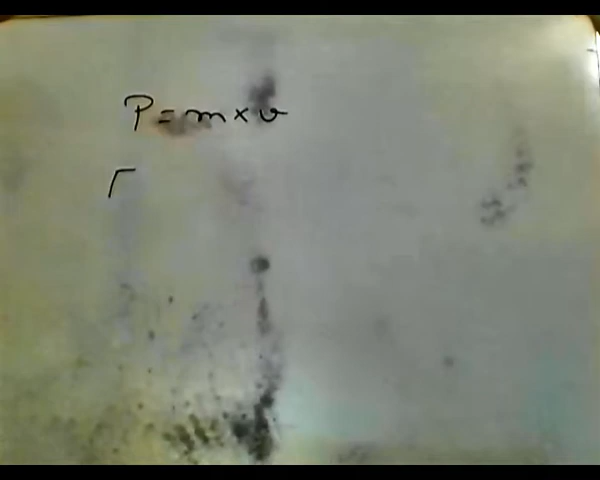 P = m × v